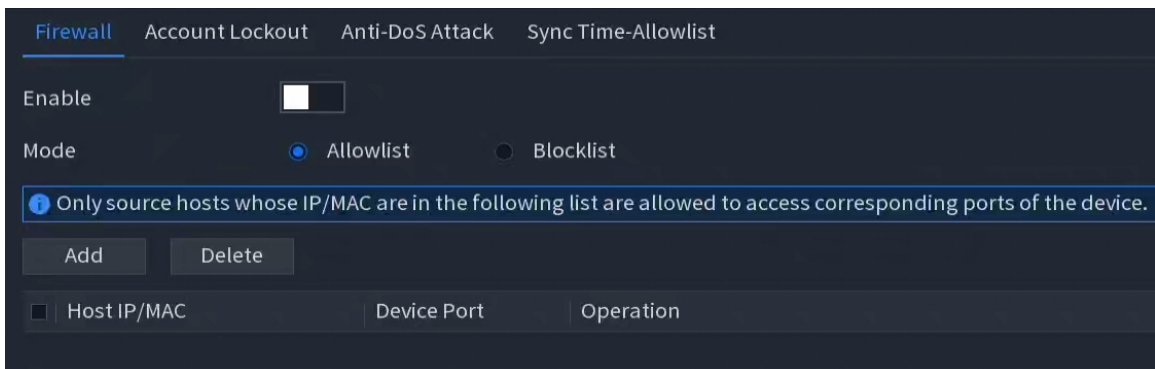 Firewall Account Lockout Anti-DoS Attack Sync Time-Allowlist
Enable
Mode Allowlist Blocklist
Only source hosts whose IP/MAC are in the following list are allowed to access corresponding ports of the device.
Add Delete
Host IP/MAC Device Port Operation